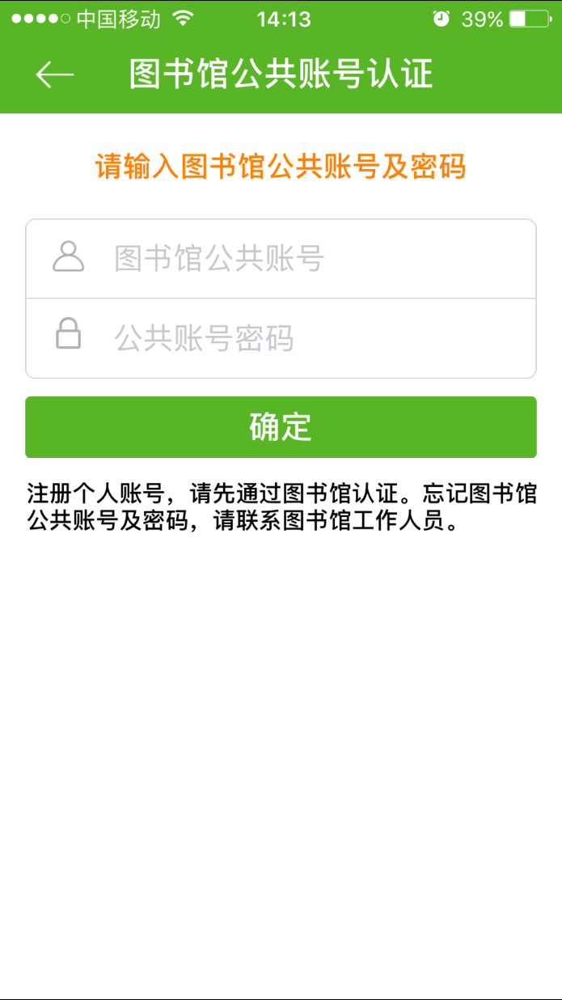 中国移动 14:13 39%
图书馆公共账号认证
请输入图书馆公共账号及密码
图书馆公共账号
公共账号密码
确定
注册个人账号，请先通过图书馆认证。忘记图书馆
公共账号及密码，请联系图书馆工作人员。